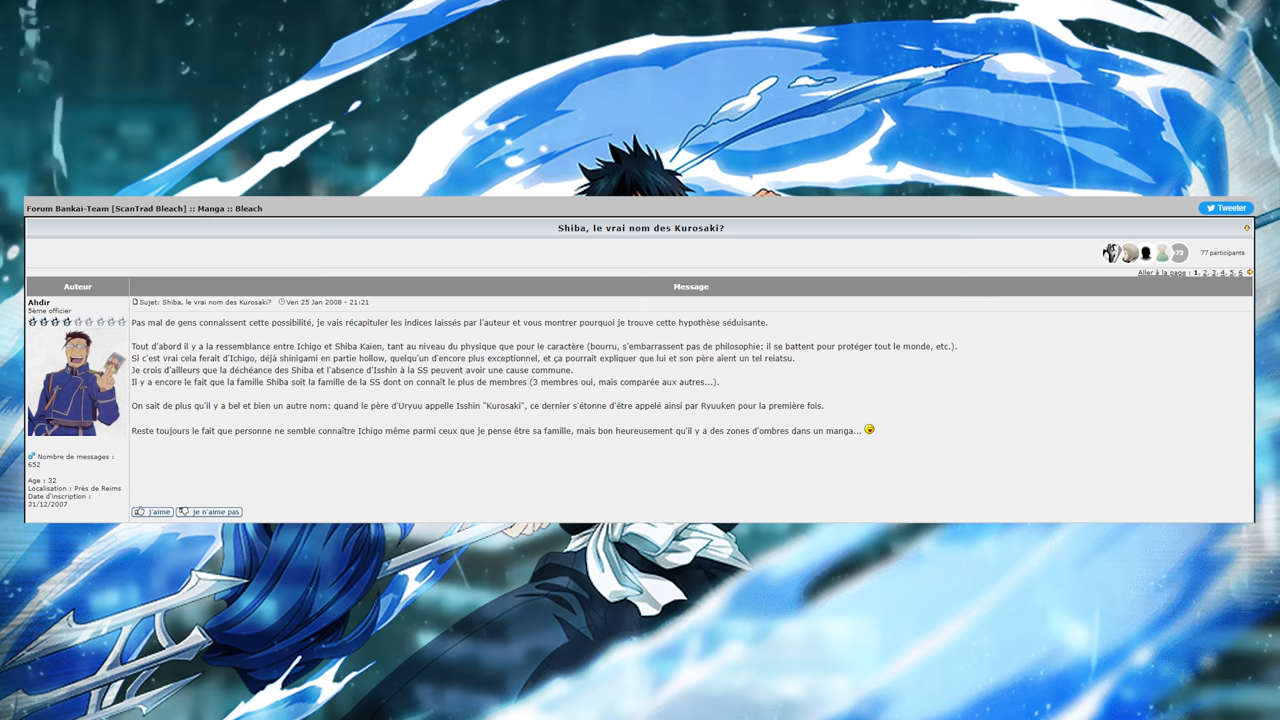 Forum Bankai-Team [ScanTrad Bleach] :: Manga :: Bleach
Tweeter
Shiba, le vrai nom des Kurosaki?
+73
77 participants
Aller à la page : 1, 2, 3, 4, 5, 6
Auteur
Message
Ahdir
5ème officier
Sujet: Shiba, le vrai nom des Kurosaki? Ven 25 Jan 2008 - 21:21
Pas mal de gens connaissent cette possibilité, je vais récapituler les indices laissés par l'auteur et vous montrer pourquoi je trouve cette hypothèse séduisante.
Tout d'abord il y a la ressemblance entre Ichigo et Shiba Kaien, tant au niveau du physique que pour le caractère (bourru, s'embarrassent pas de philosophie: il se battent pour protéger tout le monde, etc.).
Si c'est vrai cela ferait d'Ichigo, déjà shinigami en partie hollow, quelqu'un d'encore plus exceptionnel, et ça pourrait expliquer que lui et son père aient un tel reiatsu.
Je crois d'ailleurs que la déchéance des Shiba et l'absence d'Isshin à la SS peuvent avoir une cause commune.
Il y a encore le fait que la famille Shiba soit la famille de la SS dont on connaît le plus de membres (3 membres oui, mais comparée aux autres...).
On sait de plus qu'il y a bel et bien un autre nom: quand le père d'Uryuu appelle Isshin "Kurosaki", ce dernier s'étonne d'être appelé ainsi par Ryuuken pour la première fois.
Reste toujours le fait que personne ne semble connaître Ichigo même parmi ceux que je pense être sa famille, mais bon heureusement qu'il y a des zones d'ombres dans un manga...
Nombre de messages :
652
Age : 32
Localisation : Près de Reims
Date d'inscription :
31/12/2007
j'aime
je n'aime pas